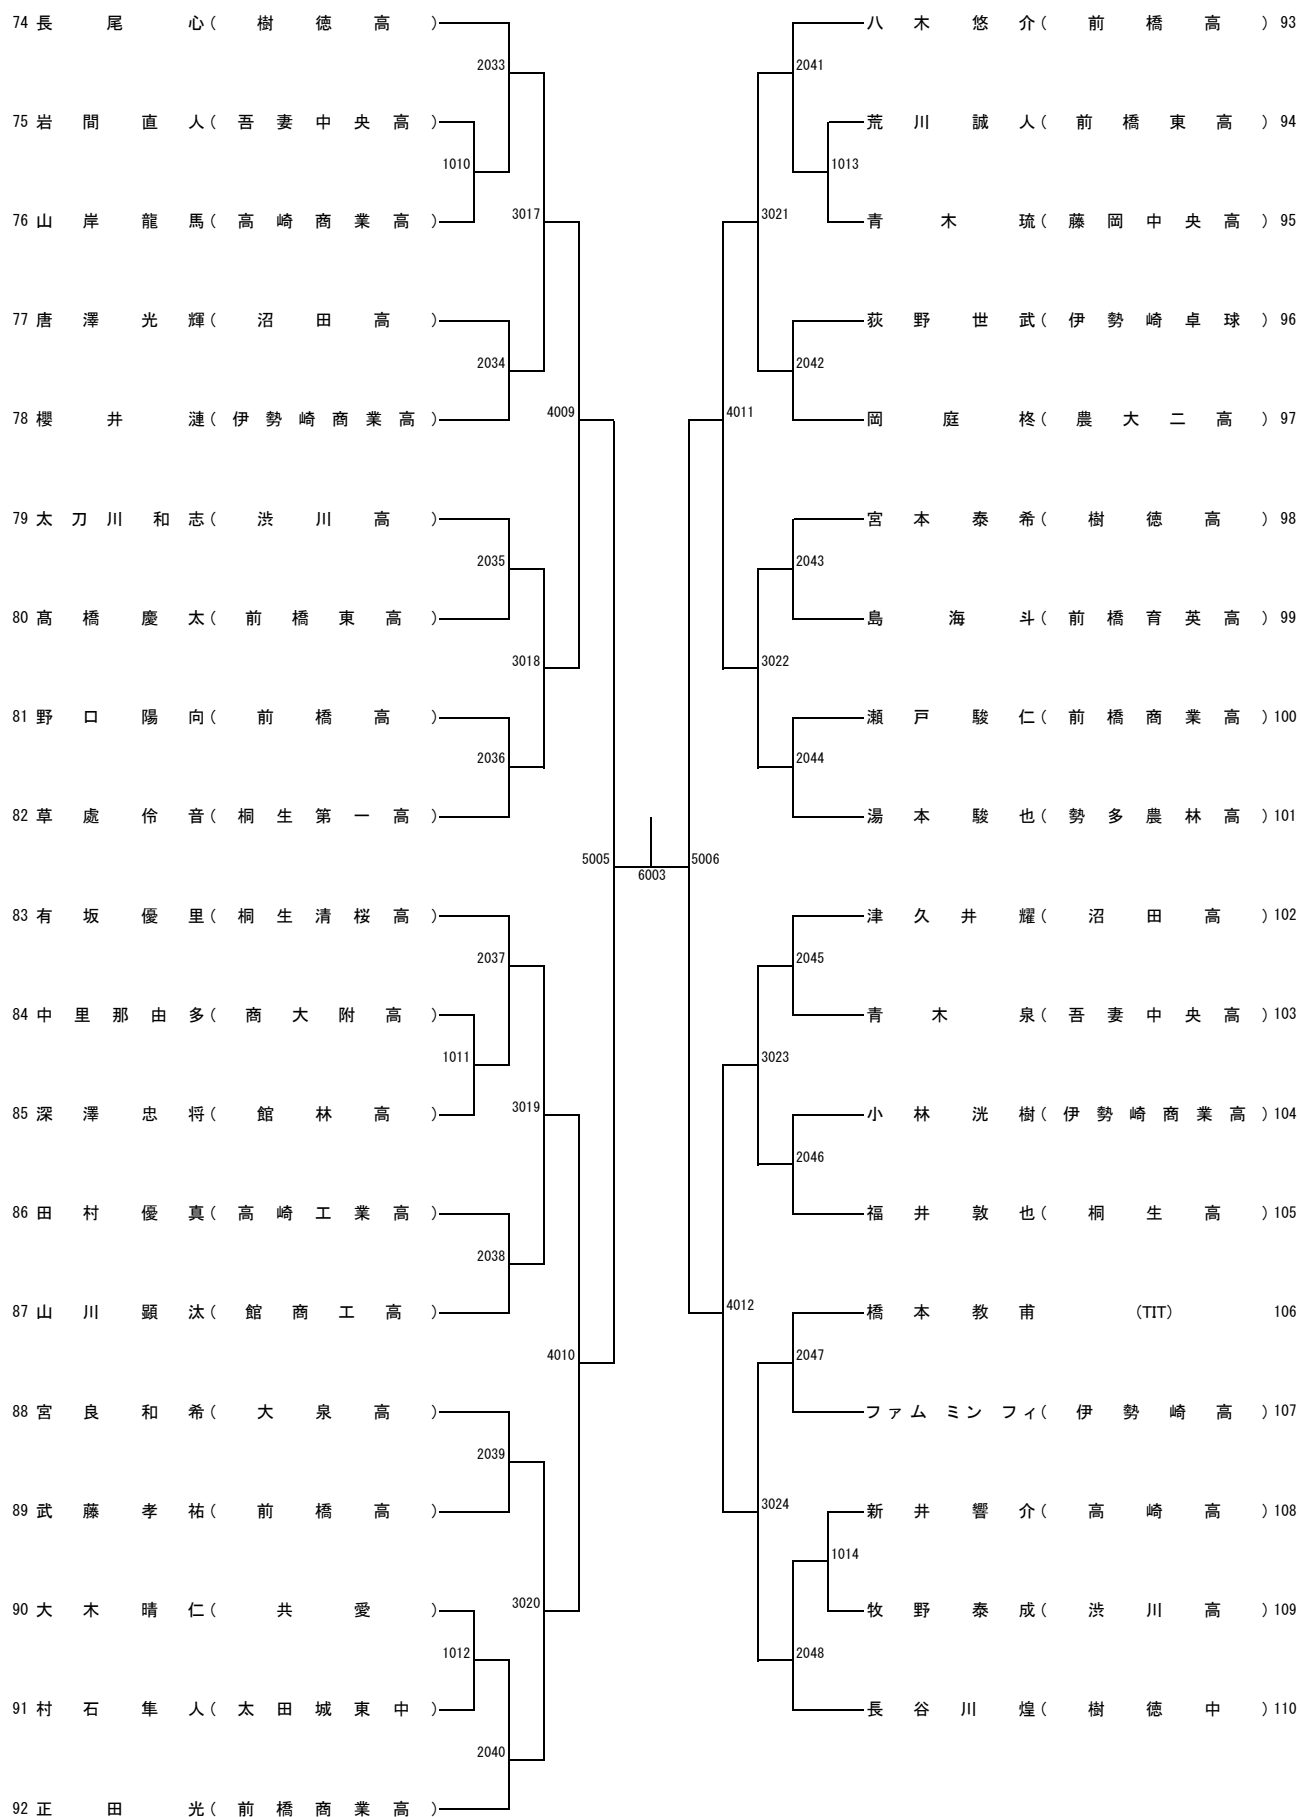 74 長尾心(樹徳高)
2033
75 岩間直人(吾妻中央高)
1010
76 山岸龍馬(高崎商業高)
3017
77 唐澤光輝(沼田高)
2034
78 櫻井漣(伊勢崎商業高)
4009
79 太刀川和志(渋川高)
2035
80 髙橋慶太(前橋東高)
3018
81 野口陽向(前橋高)
2036
82 草處伶音(桐生第一高)
5005
83 有坂優里(桐生清桜高)
2037
84 中里那由多(商大附高)
1011
85 深澤忠将(館林高)
3019
86 田村優真(高崎工業高)
2038
87 山川顕汰(館商工高)
4010
88 宮良和希(大泉高)
2039
89 武藤孝祐(前橋高)
3020
90 大木晴仁(共愛)
1012
91 村石隼人(太田城東中)
2040
92 正田光(前橋商業高)
6003
八木悠介(前橋高) 93
2041
荒川誠人(前橋東高) 94
1013
青木琉(藤岡中央高) 95
3021
荻野世武(伊勢崎卓球) 96
2042
岡庭柊(農大二高) 97
4011
宮本泰希(樹徳高) 98
2043
島海斗(前橋育英高) 99
3022
瀬戸駿仁(前橋商業高) 100
2044
湯本駿也(勢多農林高) 101
5006
津久井耀(沼田高) 102
2045
青木泉(吾妻中央高) 103
3023
小林洸樹(伊勢崎商業高) 104
2046
福井敦也(桐生高) 105
4012
橋本教甫(TIT) 106
2047
ファムミンフィ(伊勢崎高) 107
3024
新井響介(高崎高) 108
1014
牧野泰成(渋川高) 109
2048
長谷川煌(樹徳中) 110